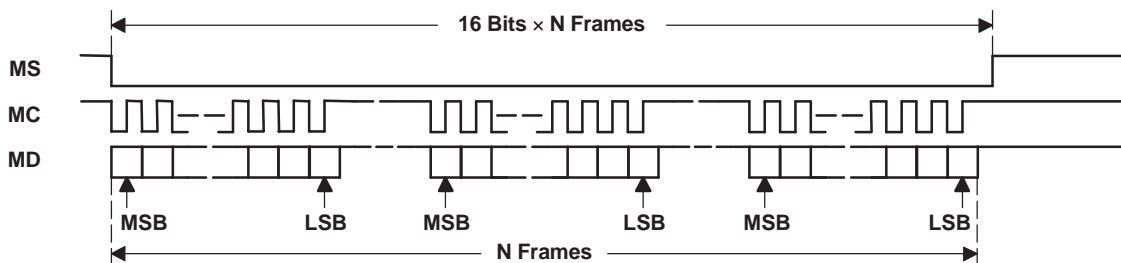 16 Bits × N Frames
MS
MC
MD
MSB LSB MSB LSB MSB LSB
N Frames